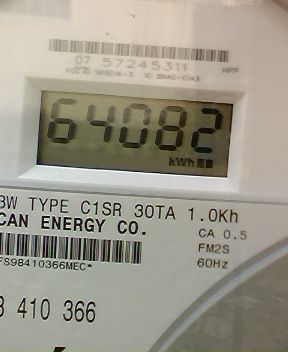 07 57245311
HPP
64082
kWh
3W TYPE C1SR 30TA 1.0Kh
CAN ENERGY CO.
CA 0.5
FM2S
60Hz
FS98410366MEC*
410 366